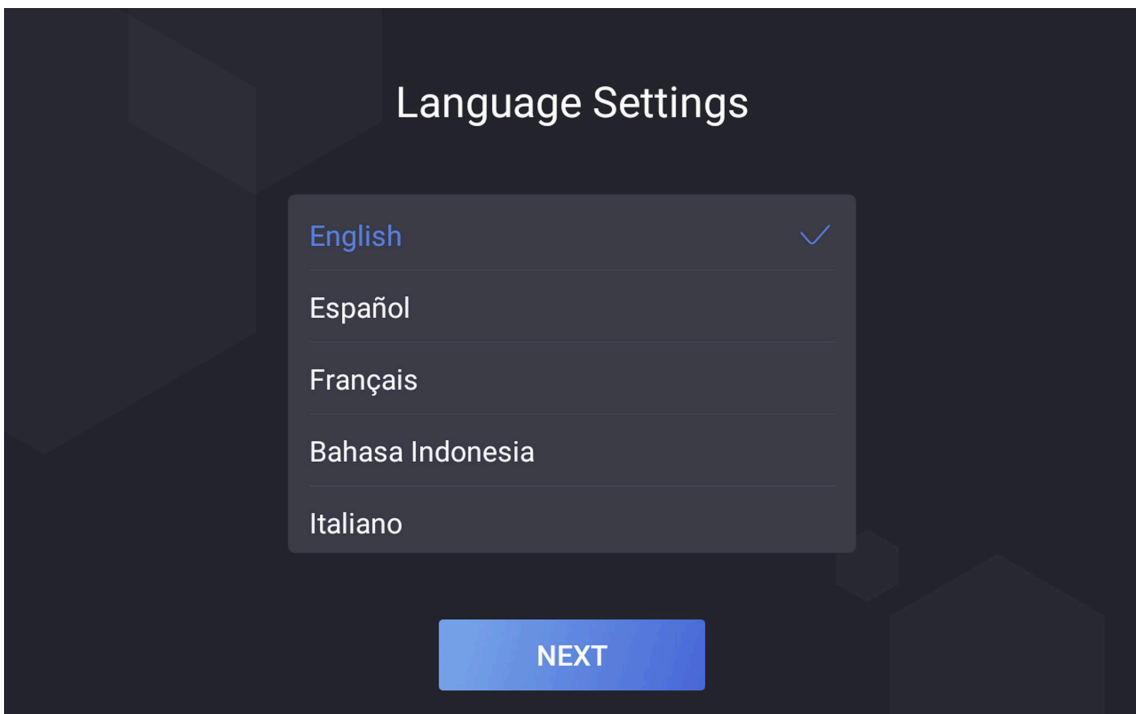 Language Settings
English
Español
Français
Bahasa Indonesia
Italiano
NEXT